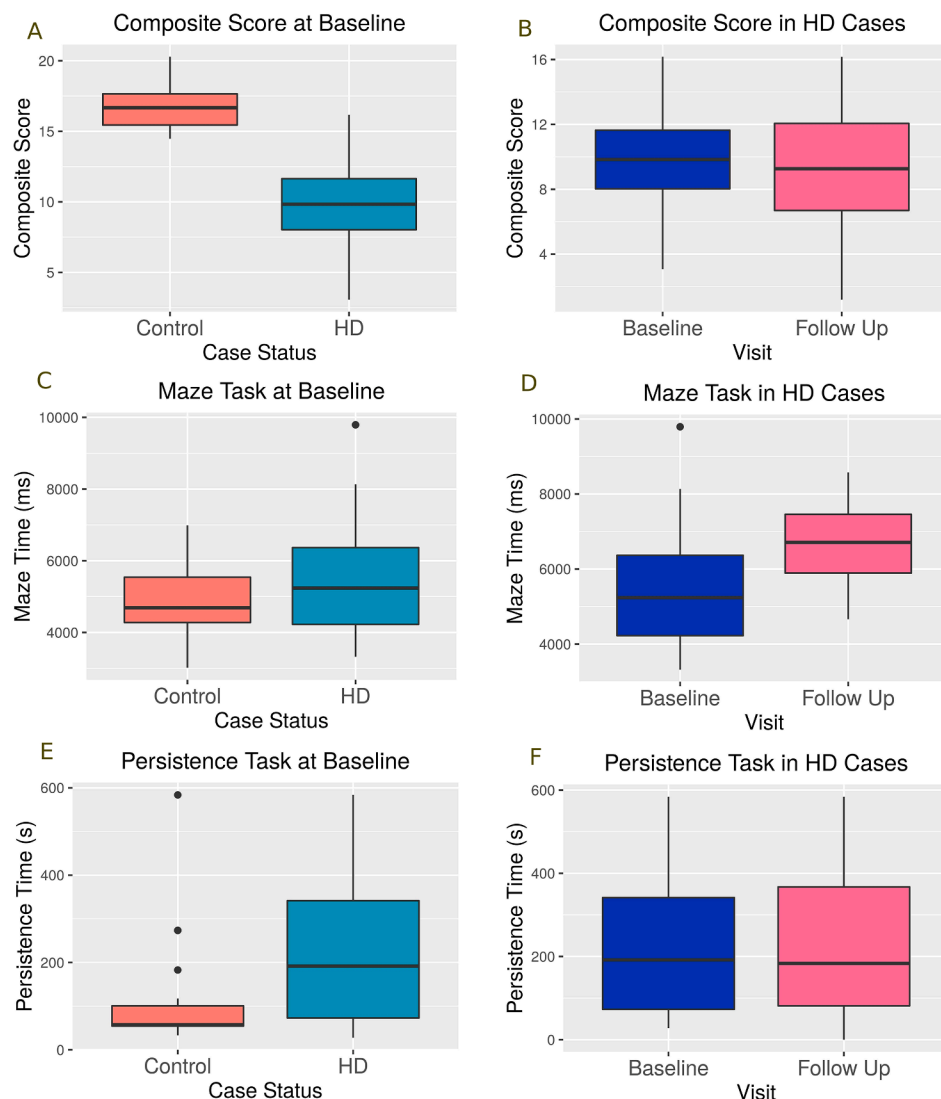 A
Composite Score at Baseline
Composite Score
20
15
10
5
Control HD
Case Status
B
Composite Score in HD Cases
Composite Score
16
12
8
4
Baseline Follow Up
Visit
C
Maze Task at Baseline
Maze Time (ms)
10000
8000
6000
4000
Control HD
Case Status
D
Maze Task in HD Cases
Maze Time (ms)
10000
8000
6000
4000
Baseline Follow Up
Visit
E
Persistence Task at Baseline
Persistence Time (s)
600
400
200
0
Control HD
Case Status
F
Persistence Task in HD Cases
Persistence Time (s)
600
400
200
0
Baseline Follow Up
Visit